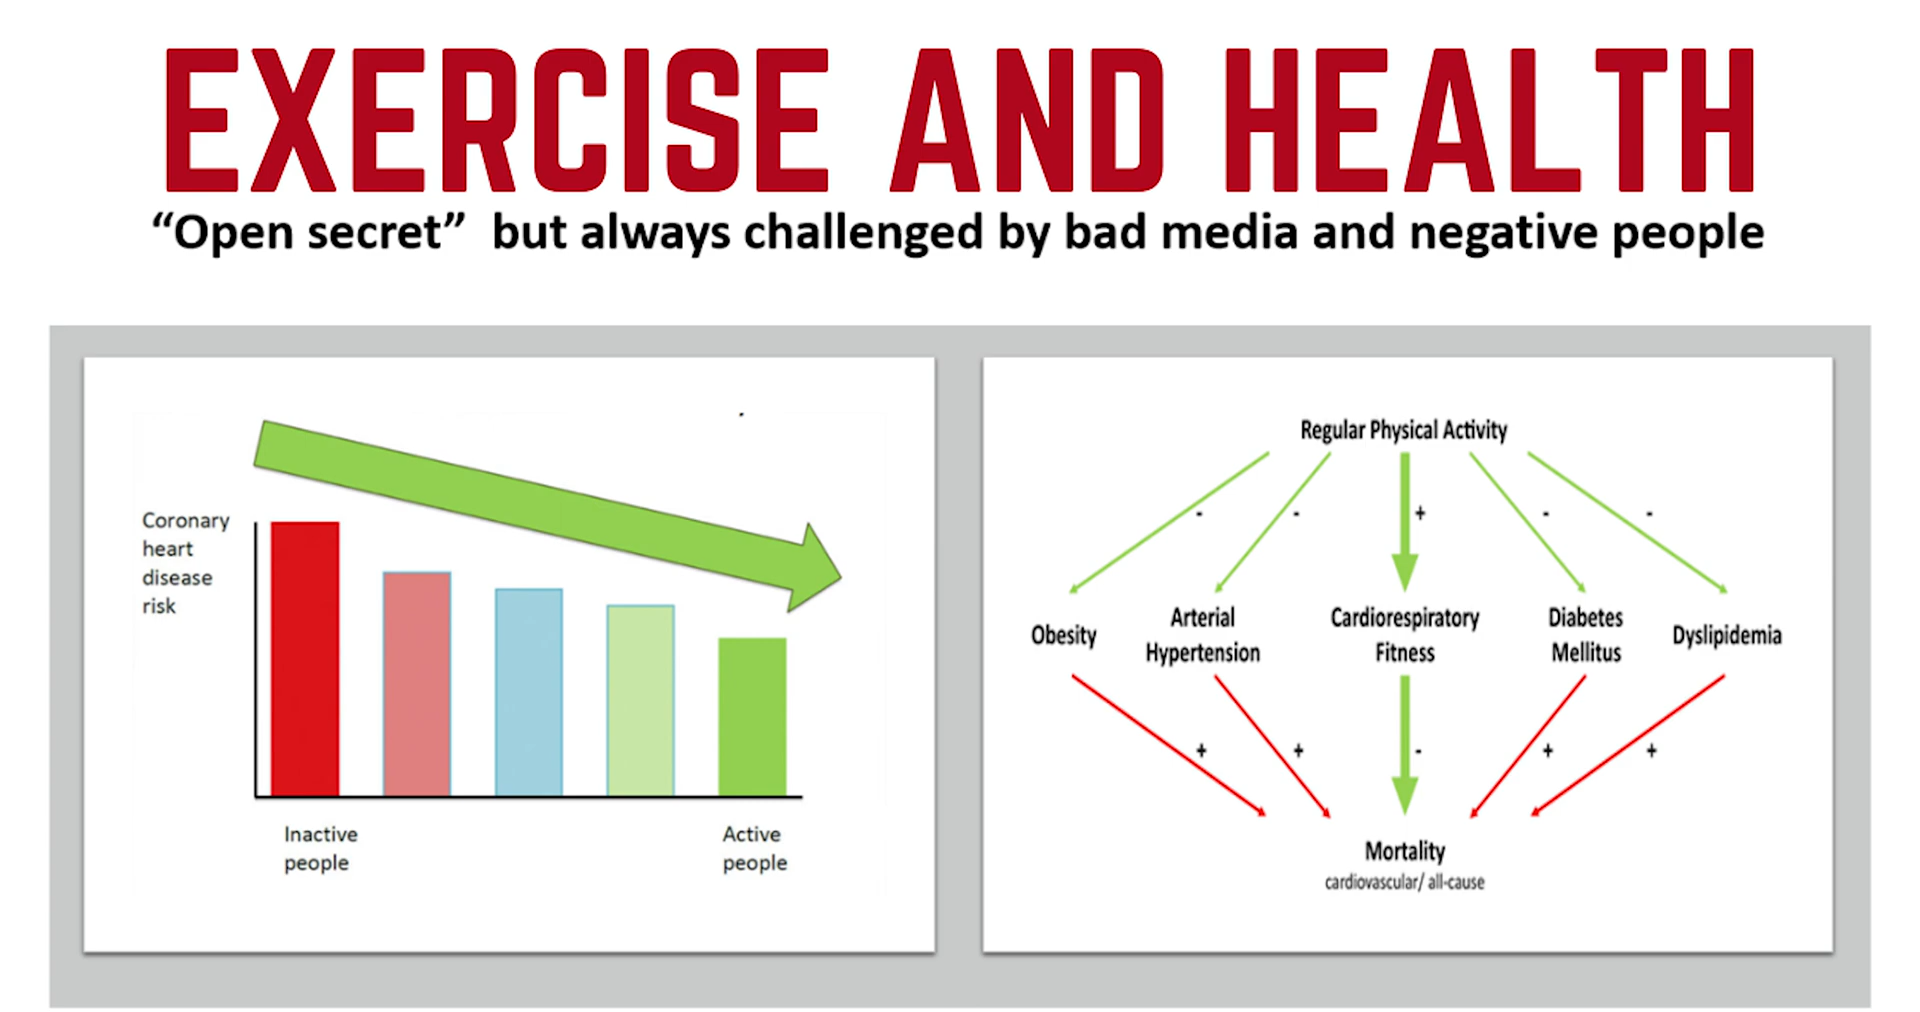 EXERCISE AND HEALTH
“Open secret” but always challenged by bad media and negative people
Coronary
heart
disease
risk
Inactive
people
Active
people
Regular Physical Activity
- - + - -
Obesity
Arterial
Hypertension
Cardiorespiratory
Fitness
Diabetes
Mellitus
Dyslipidemia
+ + - + +
Mortality
cardiovascular/ all-cause